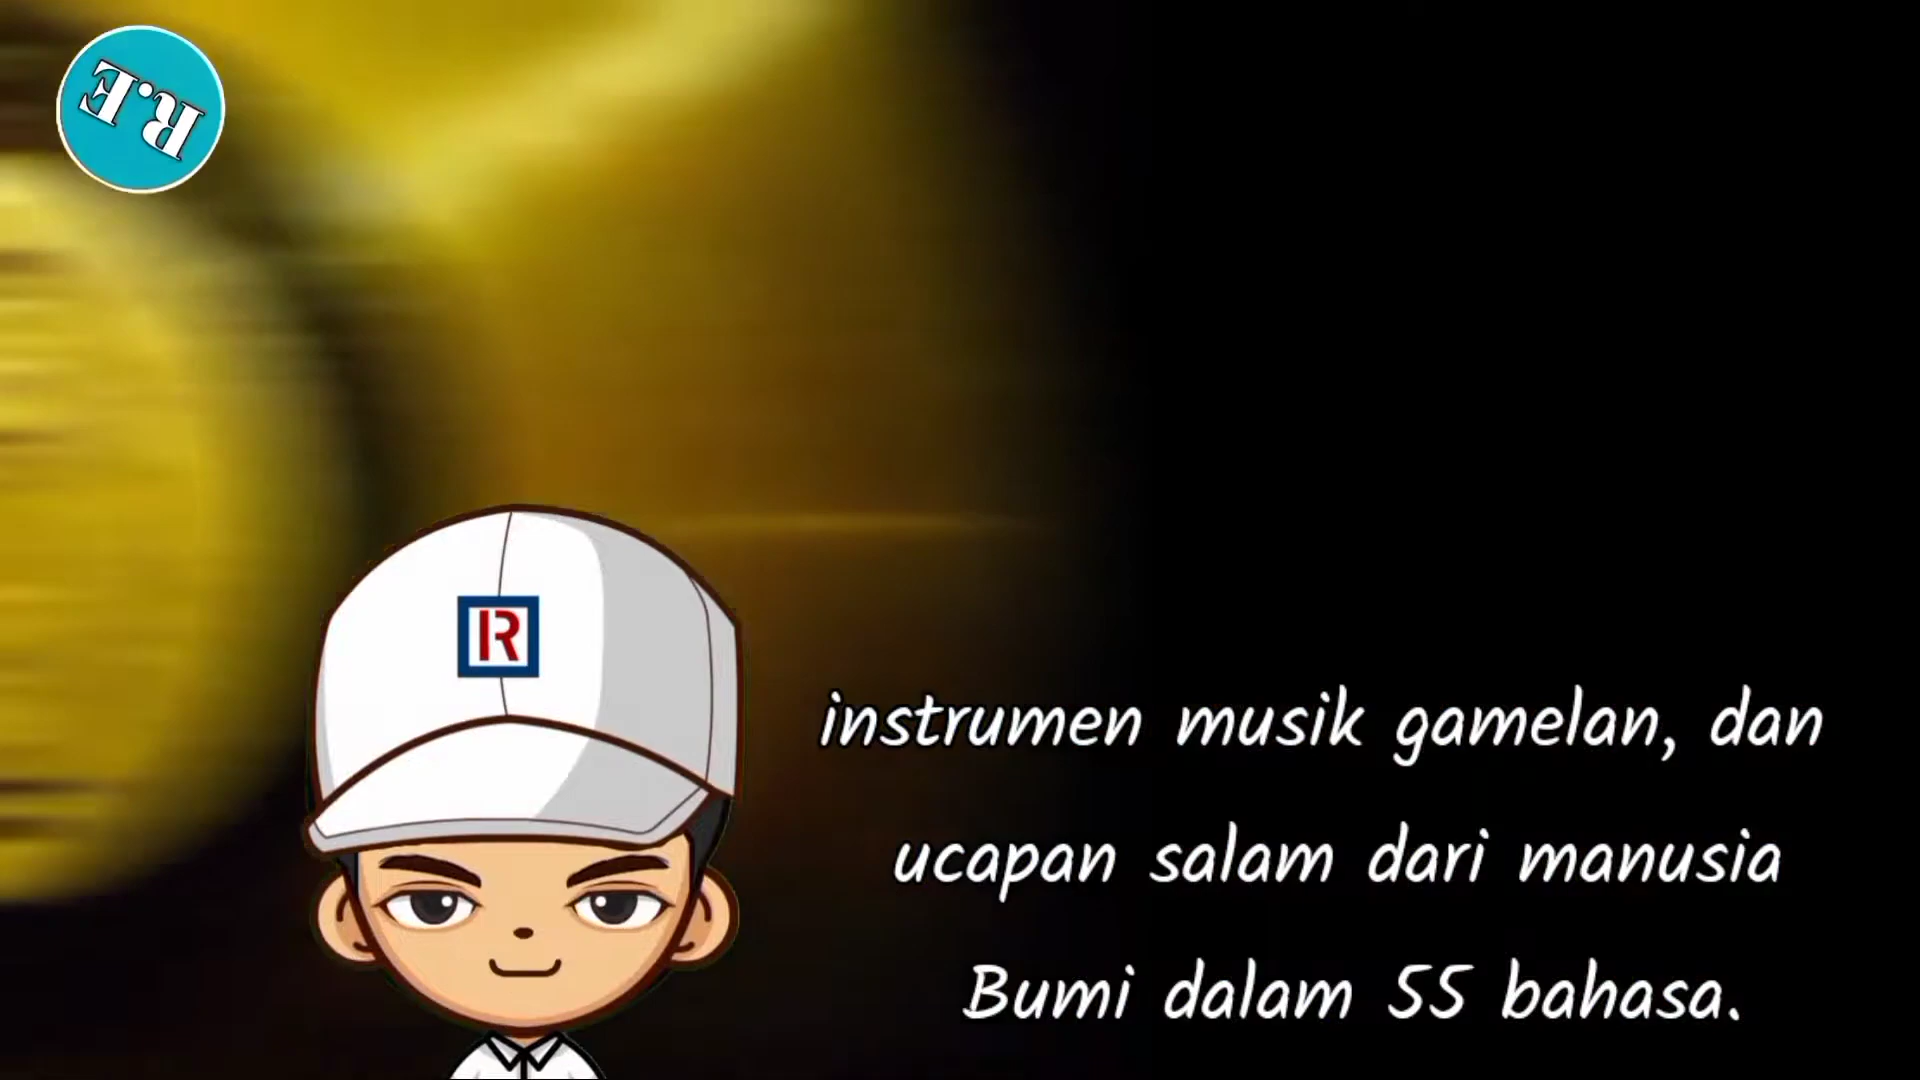 R.E
R
instrumen musik gamelan, dan
ucapan salam dari manusia
Bumi dalam 55 bahasa.